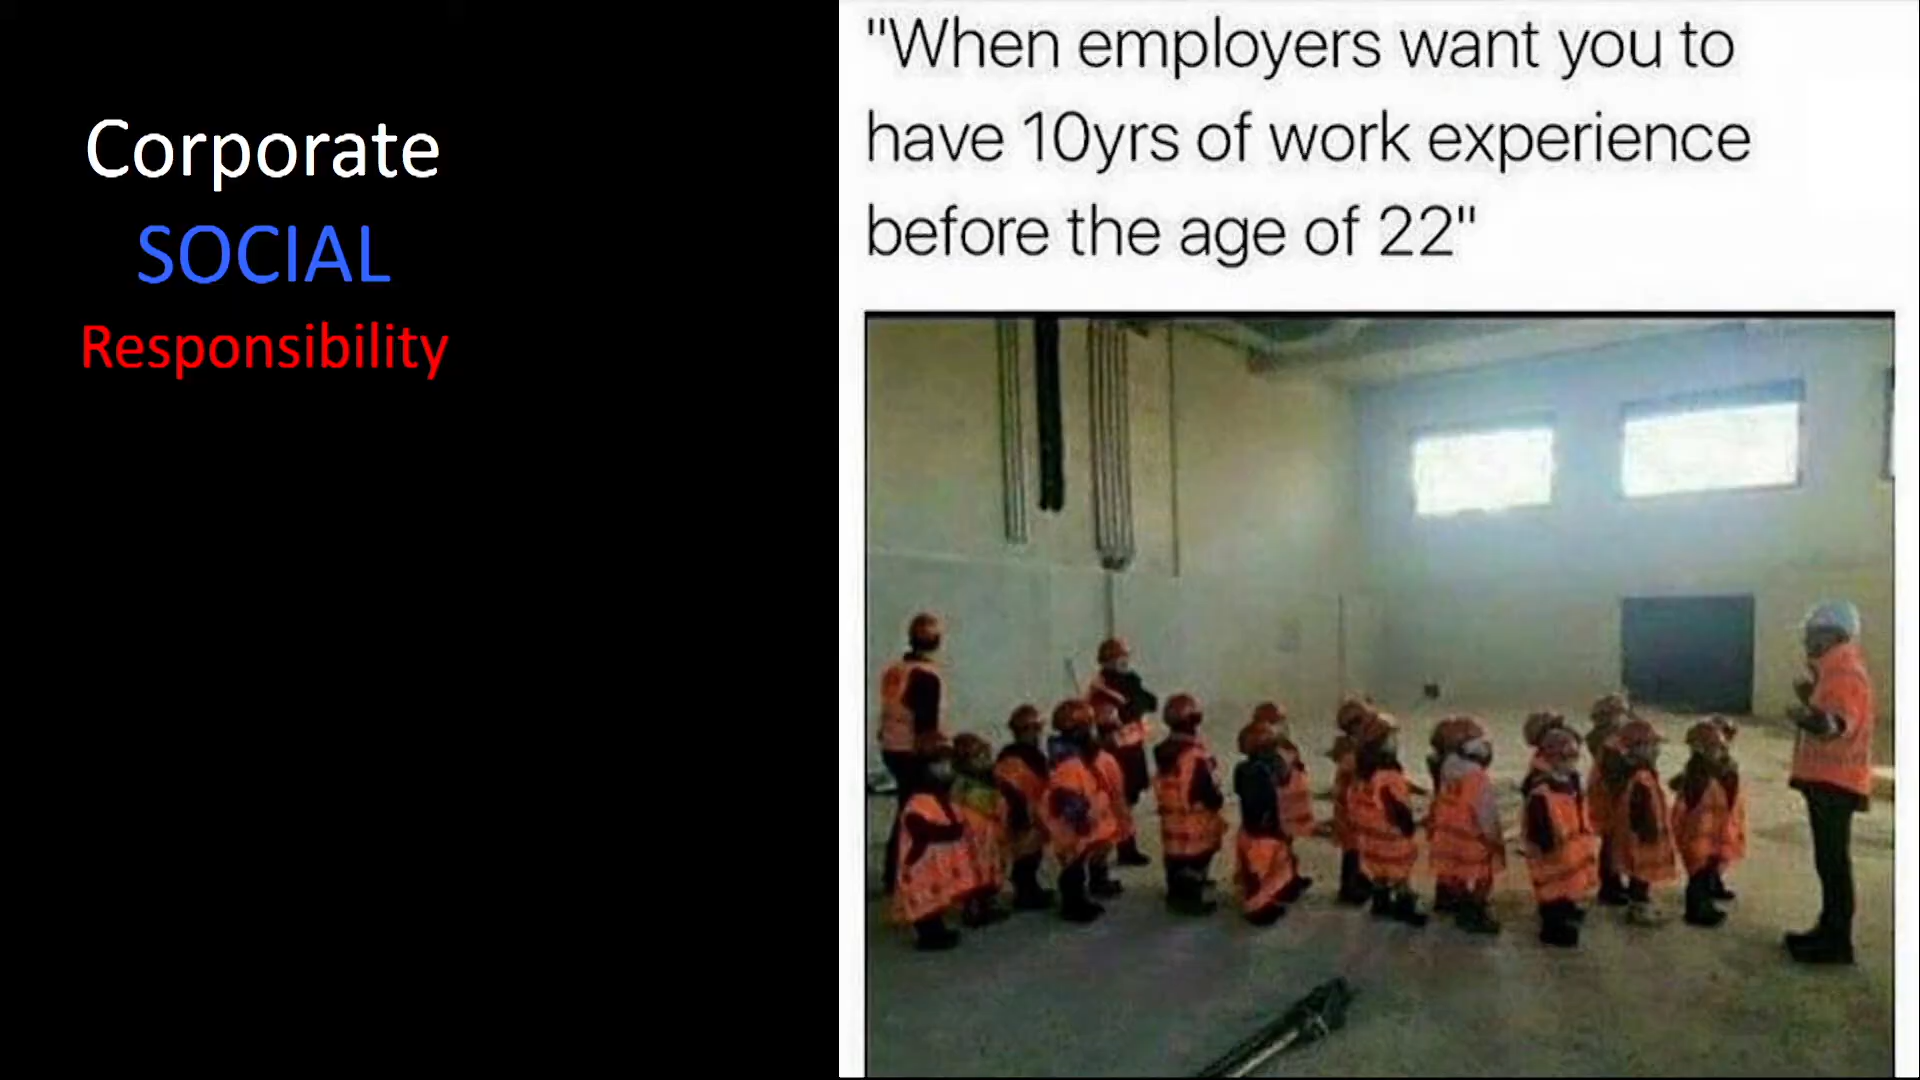 Corporate
SOCIAL
Responsibility
"When employers want you to
have 10yrs of work experience
before the age of 22"